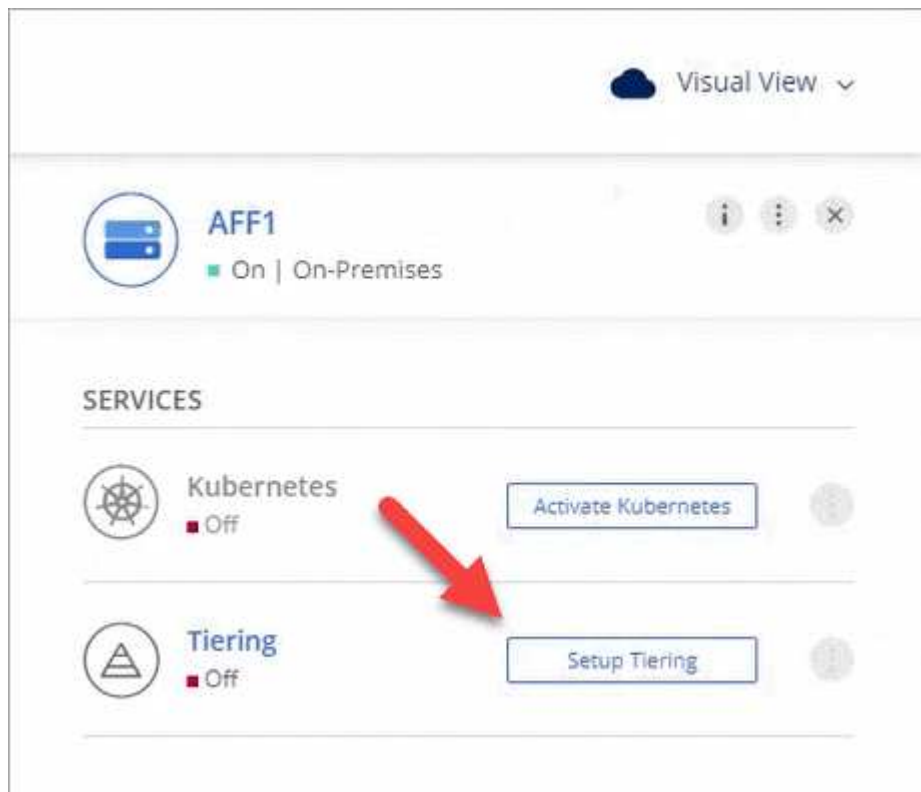 Visual View
AFF1
On | On-Premises
SERVICES
Kubernetes
Off
Activate Kubernetes
Tiering
Off
Setup Tiering